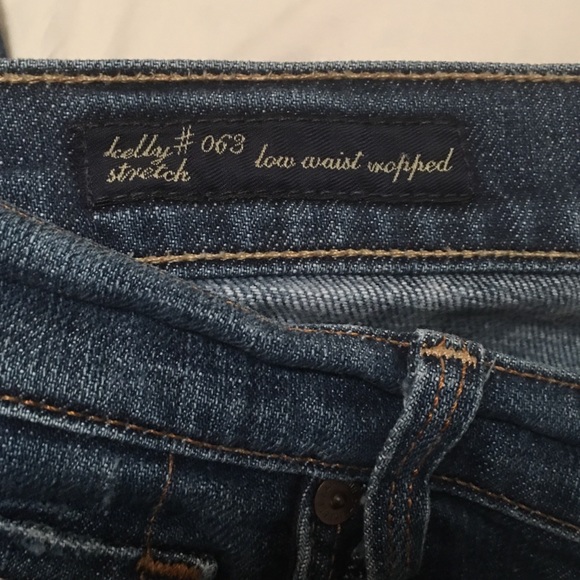 kelly # 063 low waist cropped
stretch